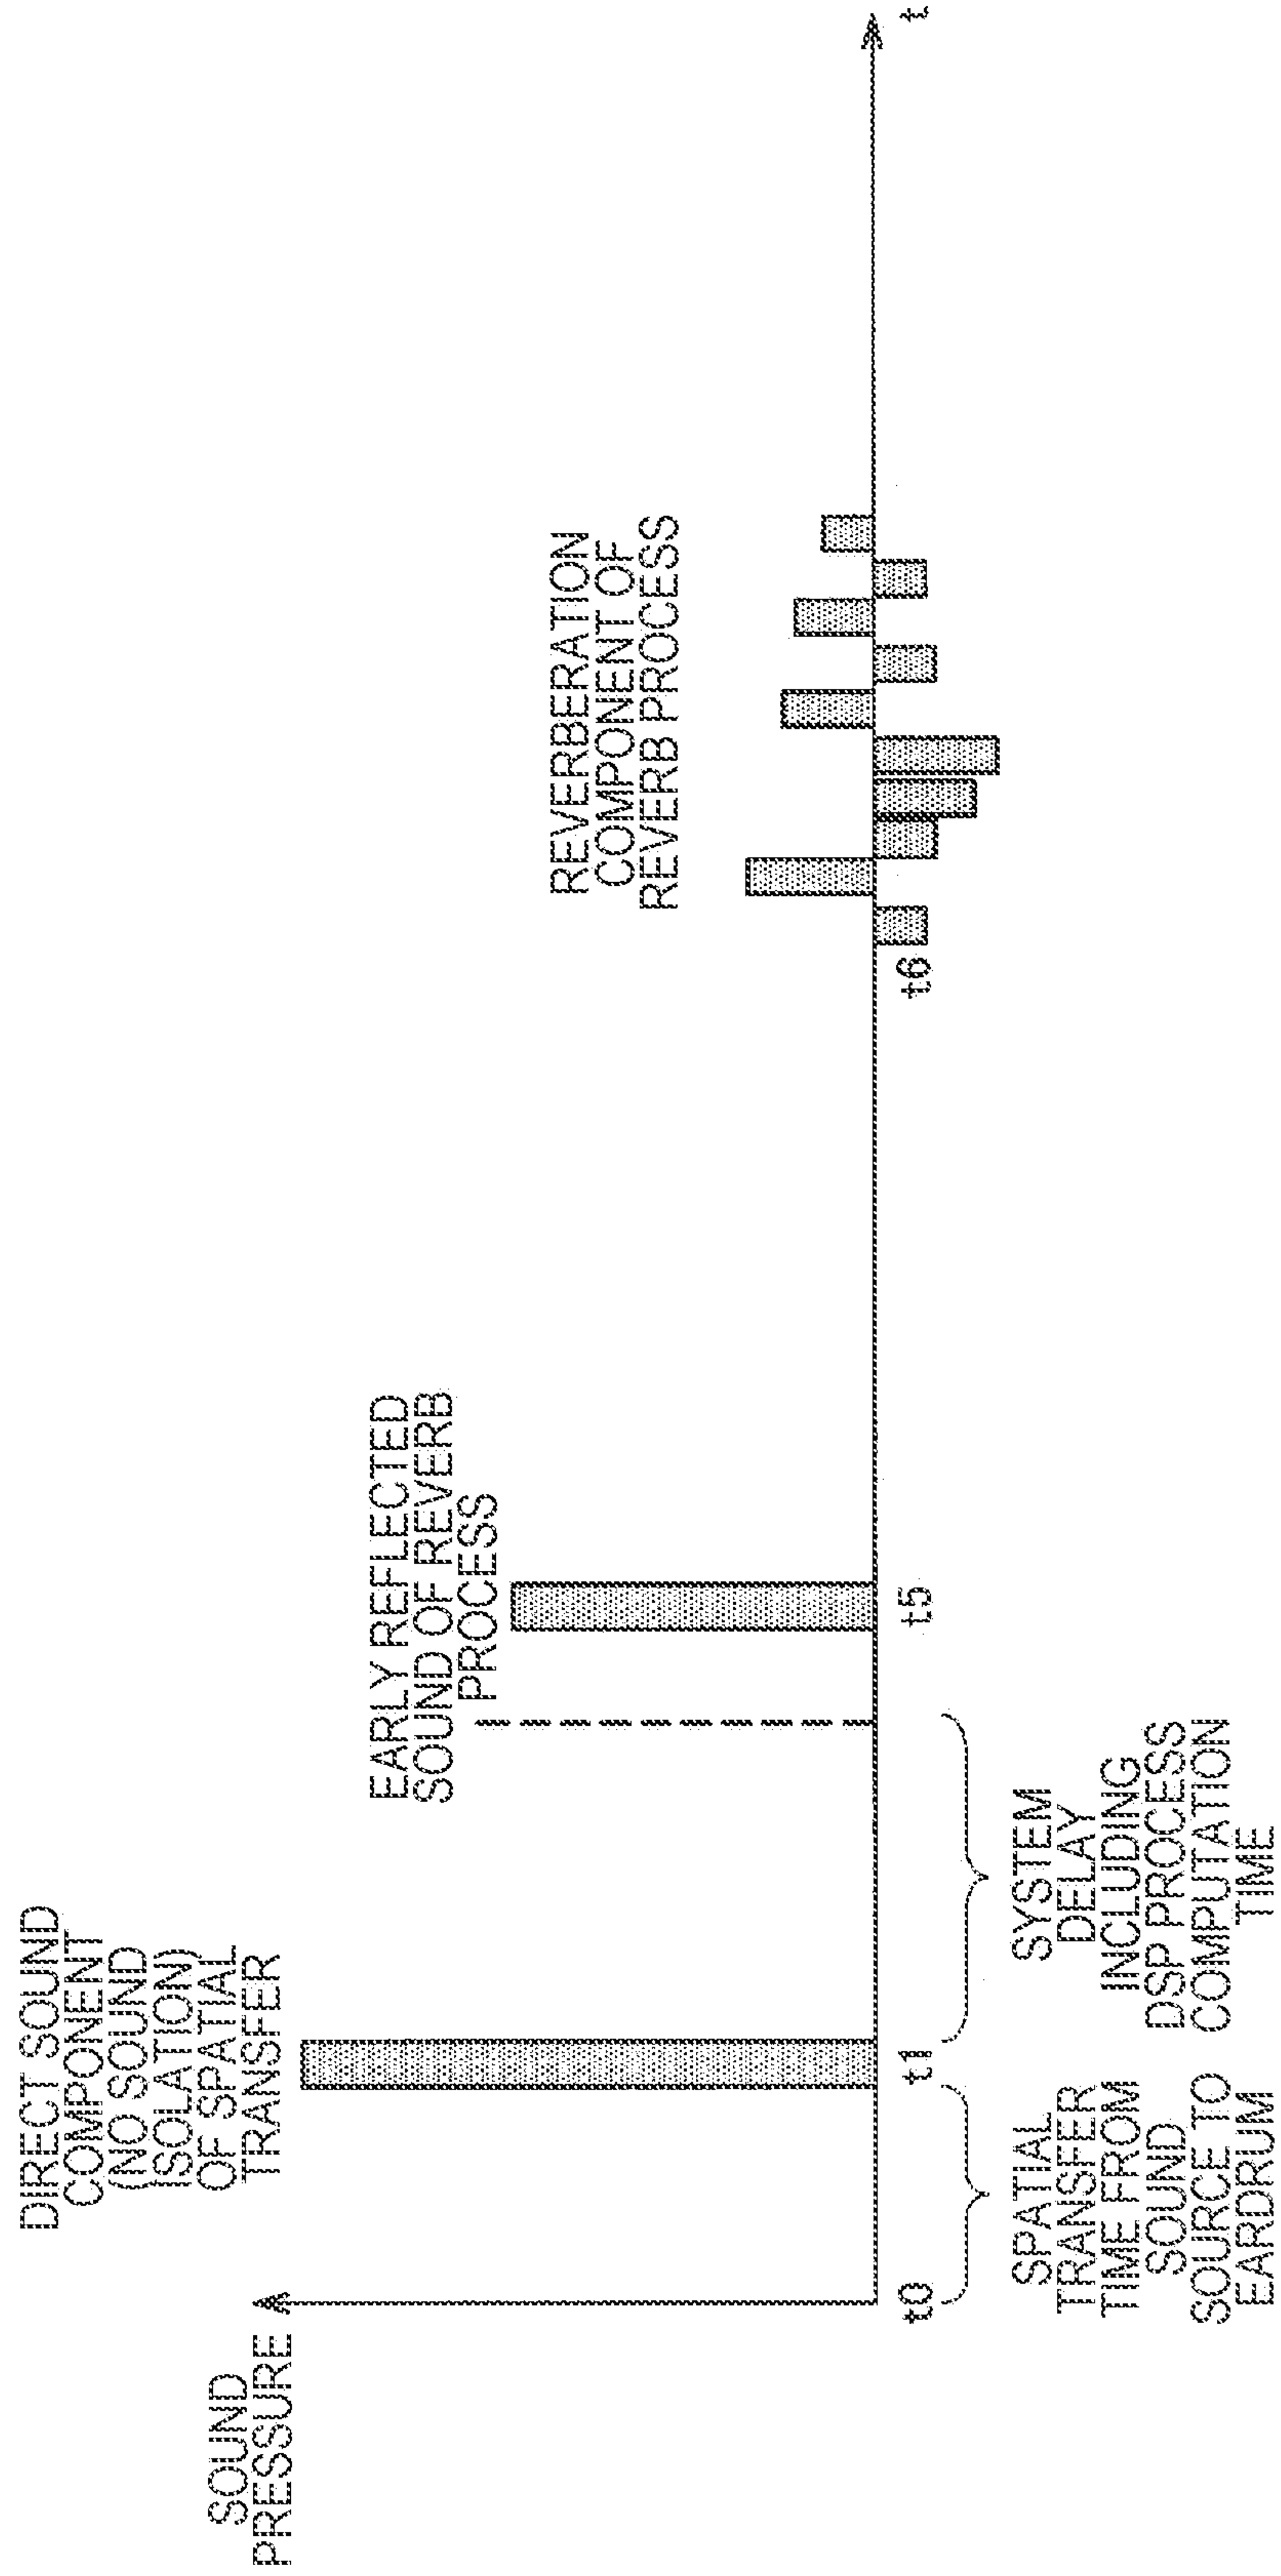 SOUND
PRESSURE
DIRECT SOUND
COMPONENT
(NO SOUND
ISOLATION)
OF SPATIAL
TRANSFER
EARLY REFLECTED
SOUND OF REVERB
PROCESS
REVERBERATION
COMPONENT OF
REVERB PROCESS
t0
t1
t5
t6
t
SPATIAL
TRANSFER
TIME FROM
SOUND
SOURCE TO
EARDRUM
SYSTEM
DELAY
INCLUDING
DSP PROCESS
COMPUTATION
TIME